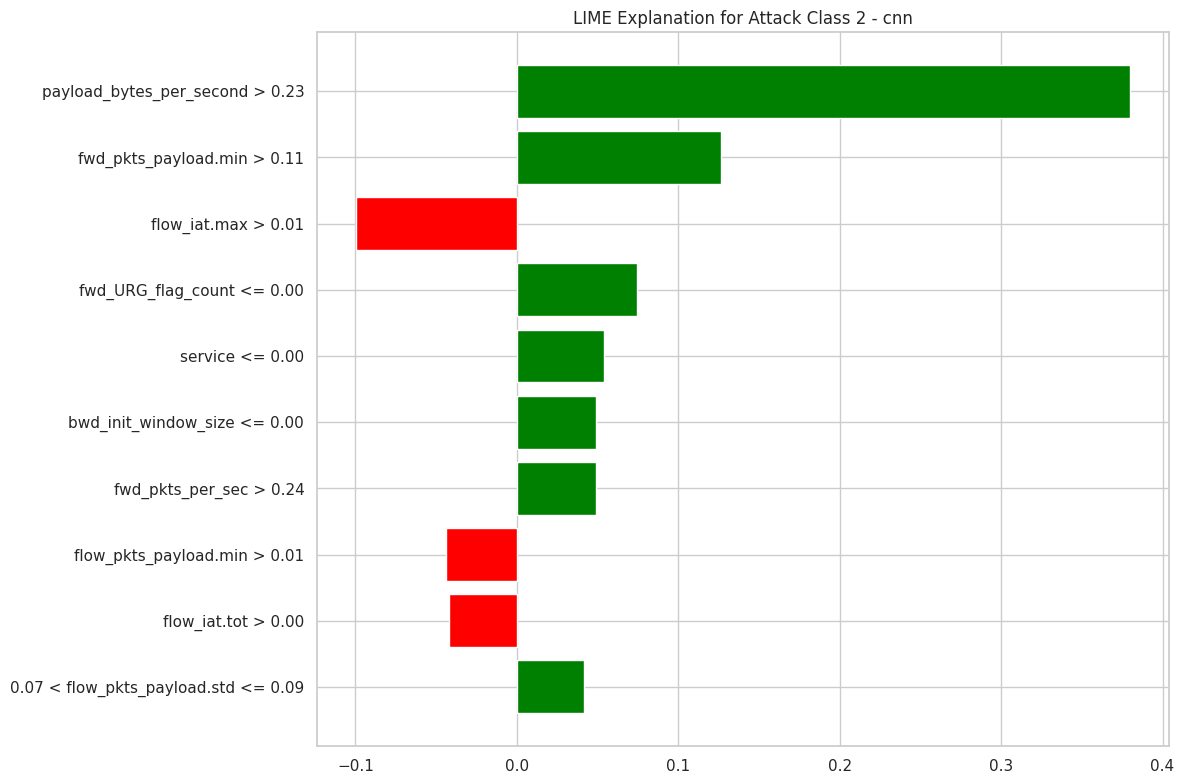 LIME Explanation for Attack Class 2 - cnn
payload_bytes_per_second > 0.23
fwd_pkts_payload.min > 0.11
flow_iat.max > 0.01
fwd_URG_flag_count <= 0.00
service <= 0.00
bwd_init_window_size <= 0.00
fwd_pkts_per_sec > 0.24
flow_pkts_payload.min > 0.01
flow_iat.tot > 0.00
0.07 < flow_pkts_payload.std <= 0.09
−0.1 0.0 0.1 0.2 0.3 0.4